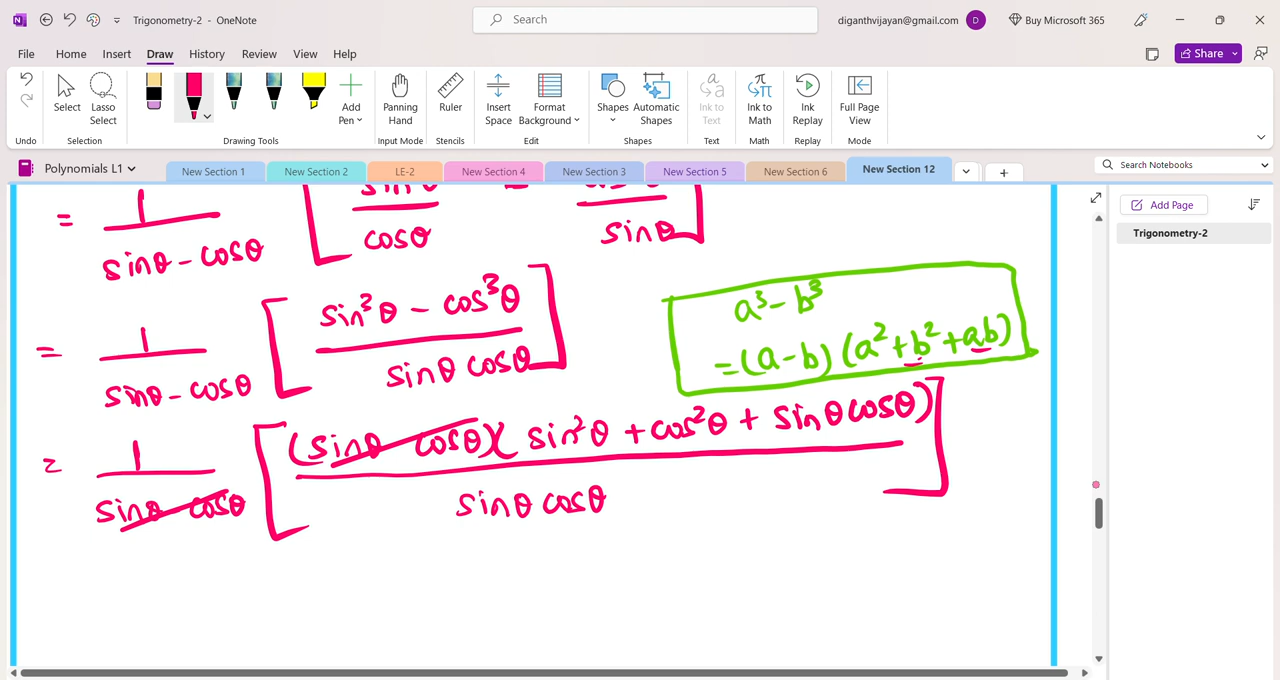 Trigonometry-2 - OneNote
Search
diganthvijayan@gmail.com D Buy Microsoft 365
File Home Insert Draw History Review View Help Share
Undo Select Lasso Select Add Pen Panning Hand Ruler Insert Space Format Background Shapes Automatic Shapes Ink to Text Ink to Math Ink Replay Full Page View
Undo Selection Drawing Tools Input Mode Stencils Edit Shapes Text Math Replay Mode
Polynomials L1 New Section 1 New Section 2 LE-2 New Section 4 New Section 3 New Section 5 New Section 6 New Section 12 + Search Notebooks
Add Page
Trigonometry-2
= 1/(sinθ - cosθ) [ sin θ/cosθ - /sinθ ]
= 1/(sinθ - cosθ) [ (sin³θ - cos³θ)/(sinθ cosθ) ]
a³ - b³
= (a-b) (a²+b²+ab)
= 1/(sinθ - cosθ) [ (sinθ - cosθ)(sin²θ + cos²θ + sinθ cosθ)/(sinθ cosθ) ]